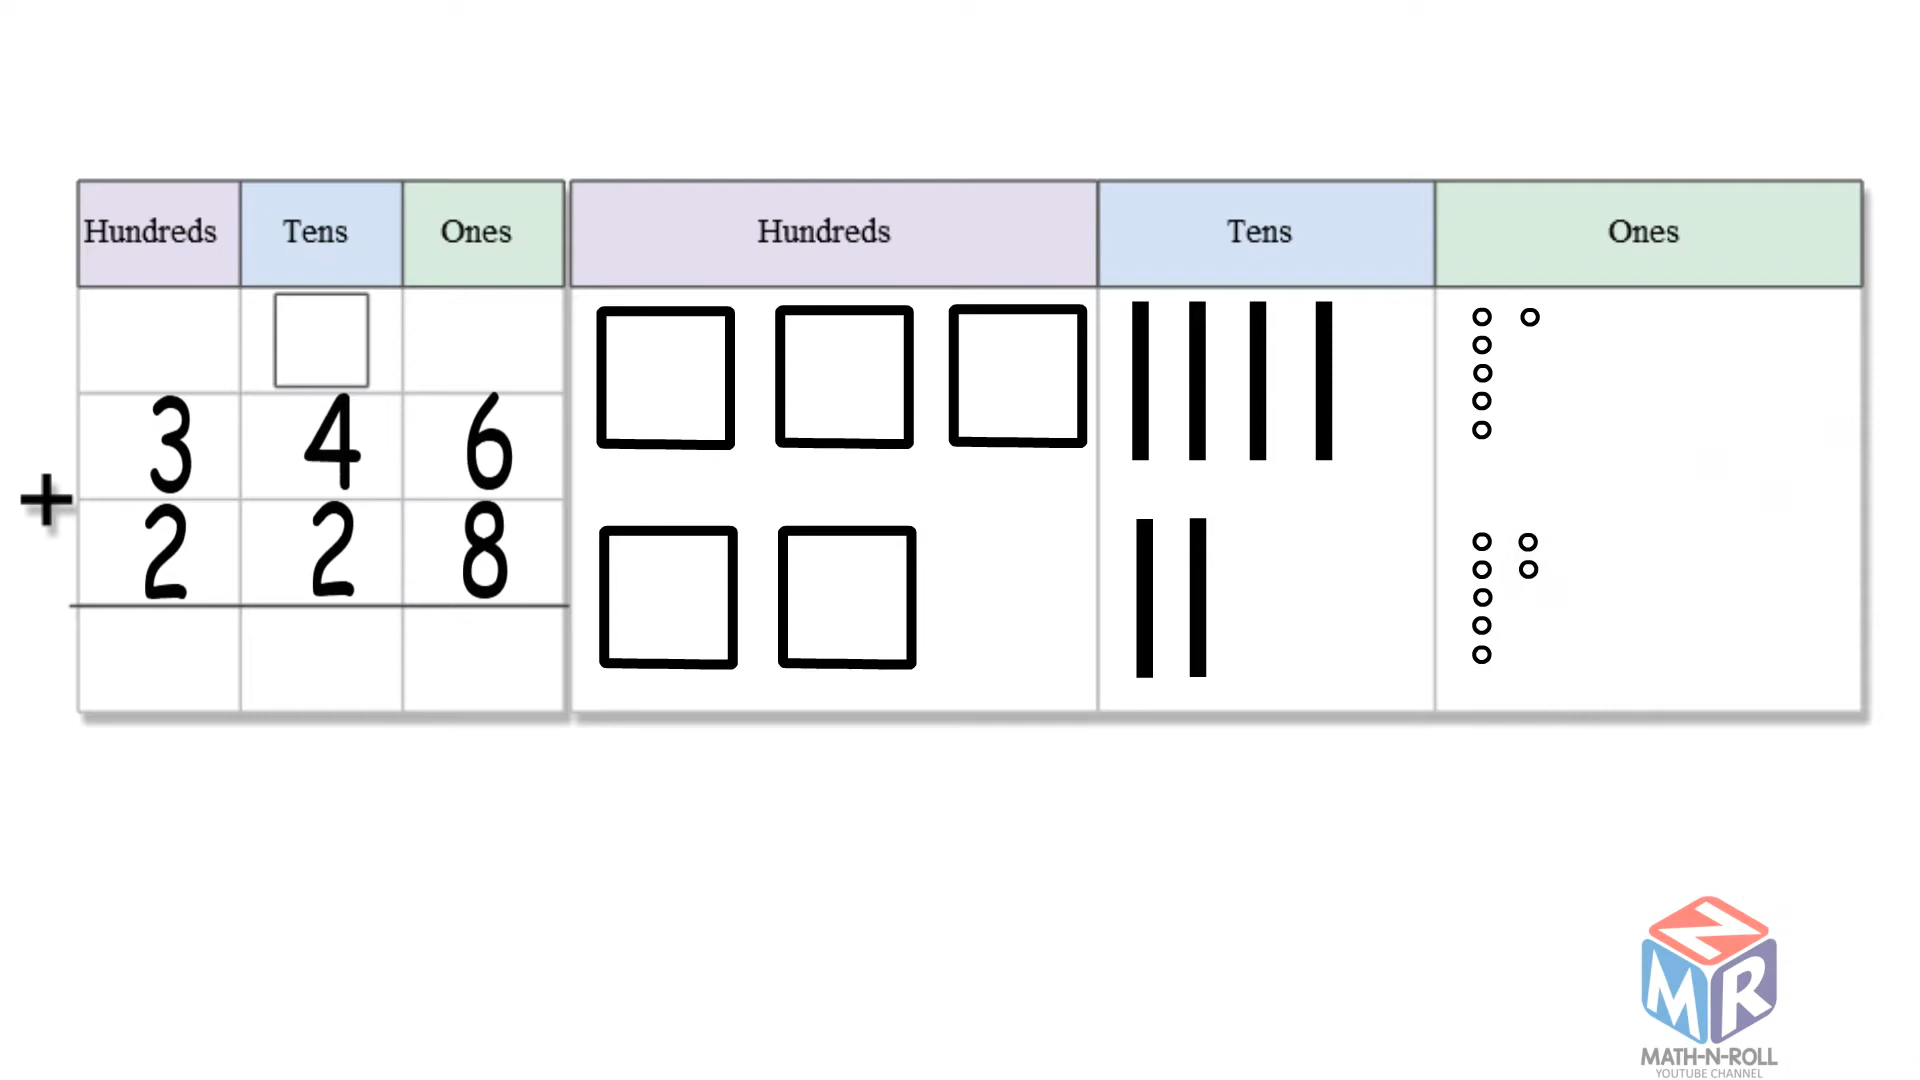 Hundreds Tens Ones Hundreds Tens Ones
3 4 6
+ 2 2 8
N
M R
MATH-N-ROLL
YOUTUBE CHANNEL